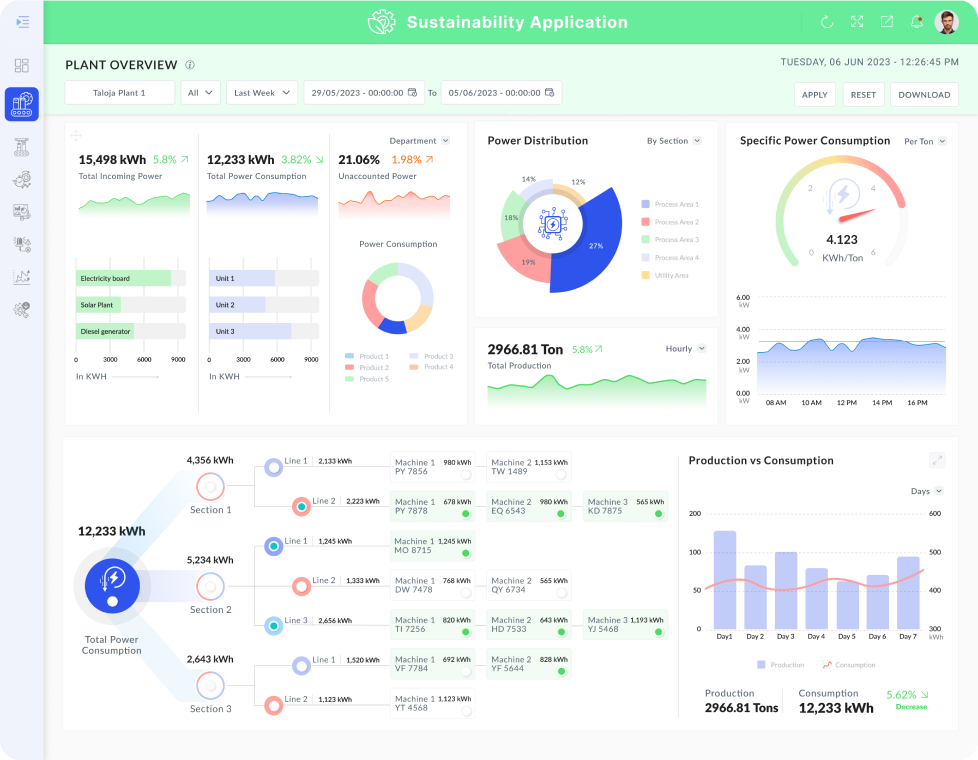 Sustainability Application
PLANT OVERVIEW
TUESDAY, 06 JUN 2023 - 12:26:45 PM
Taloja Plant 1
All
Last Week
29/05/2023 - 00:00:00
To
05/06/2023 - 00:00:00
APPLY
RESET
DOWNLOAD
Department
15,498 kWh 5.8%
Total Incoming Power
12,233 kWh 3.82%
Total Power Consumption
21.06% 1.98%
Unaccounted Power
Electricity board
Solar Plant
Diesel generator
0 3000 6000 9000
In KWH
Unit 1
Unit 2
Unit 3
0 3000 6000 9000
In KWH
Power Consumption
Product 1
Product 3
Product 2
Product 4
Product 5
Power Distribution
By Section
14%
12%
18%
27%
19%
Process Area 1
Process Area 2
Process Area 3
Process Area 4
Utility Area
2966.81 Ton 5.8%
Hourly
Total Production
Specific Power Consumption
Per Ton
2
4
0
6
4.123
KWh/Ton
6.00
kW
4.00
kW
2.00
kW
0.00
kW
08 AM 10 AM 12 PM 14 PM 16 PM
12,233 kWh
Total Power
Consumption
4,356 kWh
Section 1
5,234 kWh
Section 2
2,643 kWh
Section 3
Line 1 2,133 kWh
Machine 1 980 kWh
PY 7856
Machine 2 1,153 kWh
TW 1489
Line 2 2,223 kWh
Machine 1 678 kWh
PY 7878
Machine 2 980 kWh
EQ 6543
Machine 3 565 kWh
KD 7875
Line 1 1,245 kWh
Machine 1 1,245 kWh
MO 8715
Line 2 1,333 kWh
Machine 1 768 kWh
DW 7478
Machine 2 565 kWh
QY 6734
Line 3 2,656 kWh
Machine 1 820 kWh
TI 7256
Machine 2 643 kWh
HD 7533
Machine 3 1,193 kWh
YJ 5468
Line 1 1,520 kWh
Machine 1 692 kWh
VF 7784
Machine 2 828 kWh
YF 5644
Line 2 1,123 kWh
Machine 1 1,123 kWh
YT 4568
Production vs Consumption
Days
200
100
50
0
600
500
400
300
kWh
Day1 Day 2 Day 3 Day 4 Day 5 Day 6 Day 7
Production
Consumption
Production
2966.81 Tons
Consumption
12,233 kWh
5.62%
Decrease